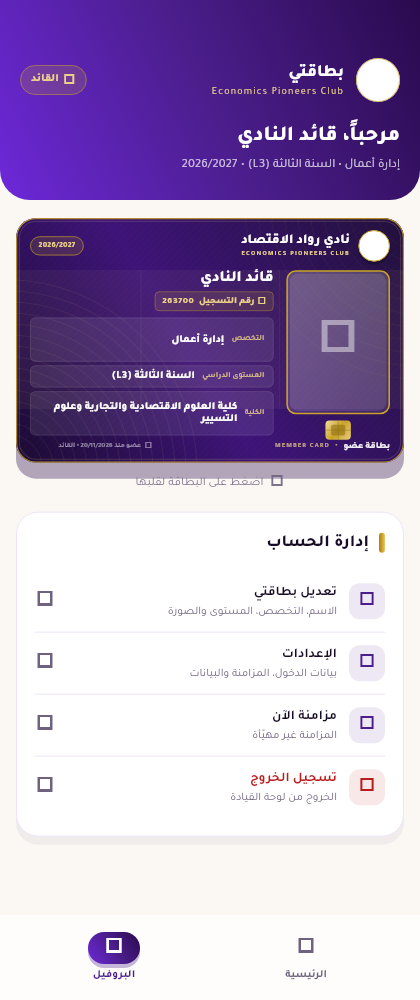 بطاقتي
Economics Pioneers Club
القائد
مرحباً، قائد النادي
إدارة أعمال · السنة الثالثة (L3) · 2026/2027
نادي رواد الاقتصاد
ECONOMICS PIONEERS CLUB
2026/2027
قائد النادي
رقم التسجيل 263700
التخصص إدارة أعمال
المستوى الدراسي السنة الثالثة (L3)
الكلية كلية العلوم الاقتصادية والتجارية وعلوم
التسيير
بطاقة عضو • MEMBER CARD
عضو منذ 29/11/2026 · القائد
اضغط على البطاقة لقلبها
إدارة الحساب
تعديل بطاقتي
الاسم، التخصص، المستوى والصورة
الإعدادات
بيانات الدخول، المزامنة والبيانات
مزامنة الآن
المزامنة غير مهيّأة
تسجيل الخروج
الخروج من لوحة القيادة
الرئيسية
البروفيل